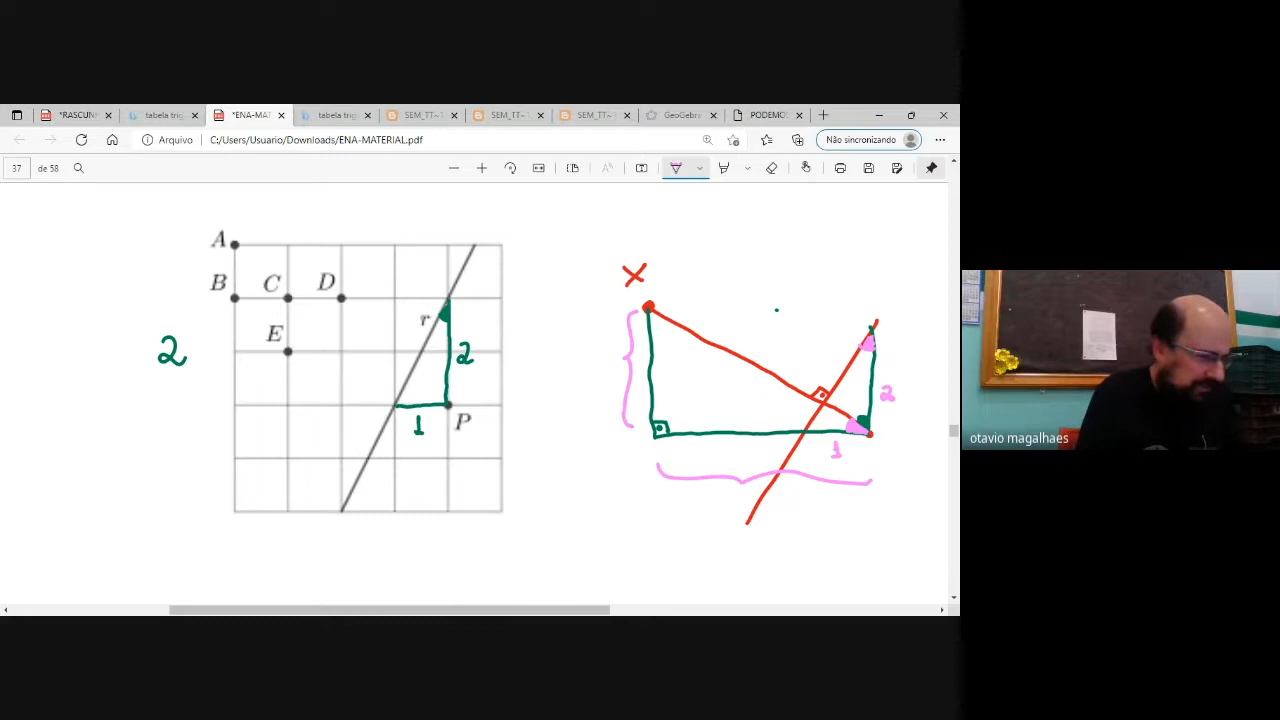 *RASCUN
tabela trig
*ENA-MAT
tabela trig
SEM_TT~1
SEM_TT~1
SEM_TT~1
GeoGebra
PODEMOS
Arquivo C:/Users/Usuario/Downloads/ENA-MATERIAL.pdf
Não sincronizando
37 de 58
A
B C D
r
E
2
2
1
P
X
2
1
otavio magalhaes